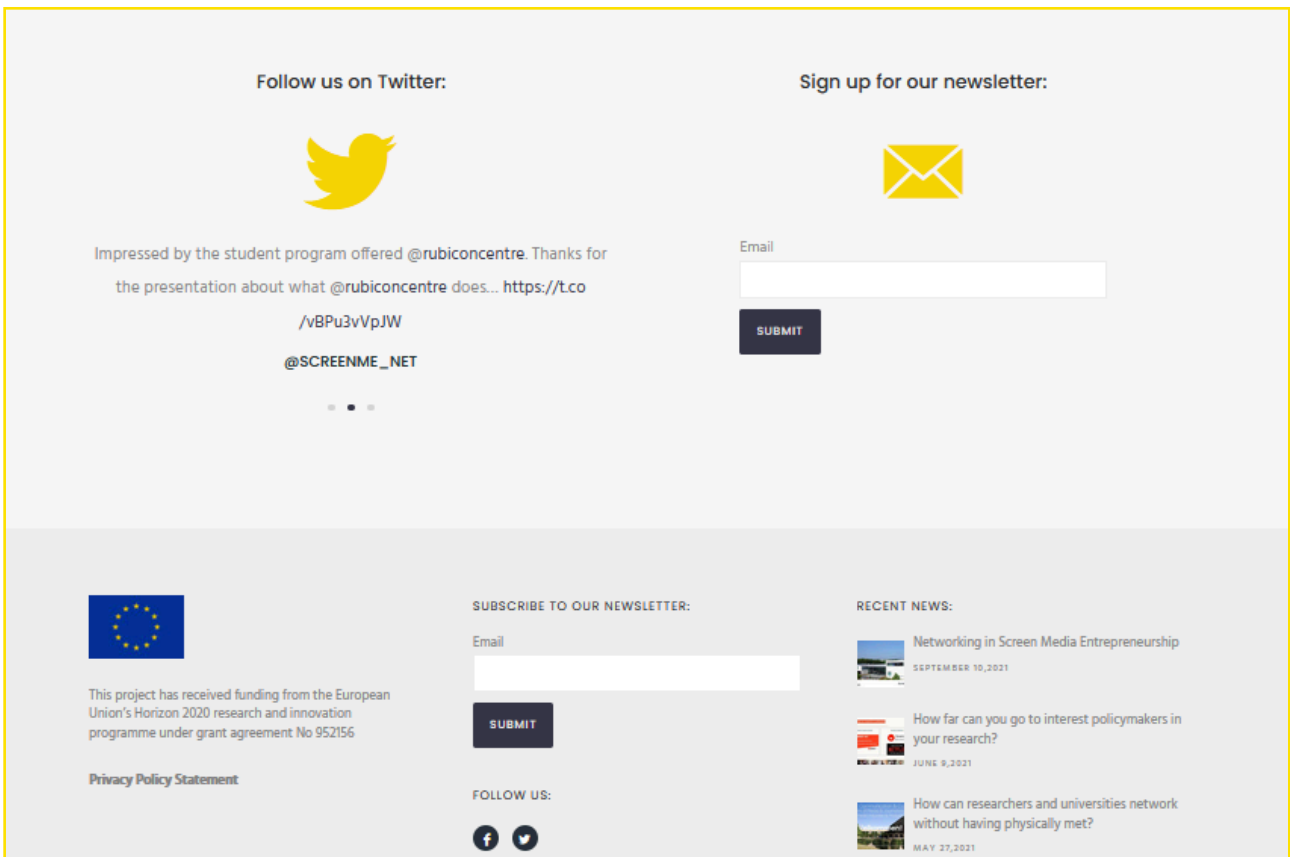 Follow us on Twitter:
Impressed by the student program offered @rubiconcentre. Thanks for
the presentation about what @rubiconcentre does... https://t.co
/vBPu3vVpJW
@SCREENME_NET
Sign up for our newsletter:
Email
SUBMIT
This project has received funding from the European
Union's Horizon 2020 research and innovation
programme under grant agreement No 952156
Privacy Policy Statement
SUBSCRIBE TO OUR NEWSLETTER:
Email
SUBMIT
FOLLOW US:
RECENT NEWS:
Networking in Screen Media Entrepreneurship
SEPTEMBER 10,2021
How far can you go to interest policymakers in
your research?
JUNE 9,2021
How can researchers and universities network
without having physically met?
MAY 27,2021